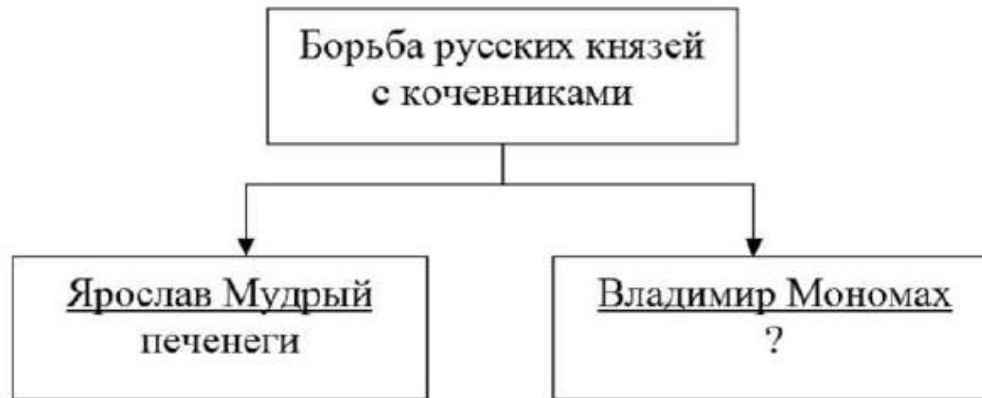 Борьба русских князей
с кочевниками
Ярослав Мудрый
печенеги
Владимир Мономах
?